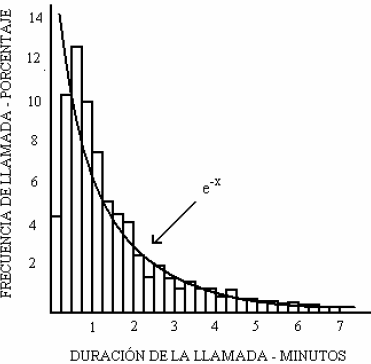 FRECUENCIA DE LLAMADA - PORCENTAJE
14
12
10
8
6
4
2
e-x
1 2 3 4 5 6 7
DURACIÓN DE LA LLAMADA - MINUTOS